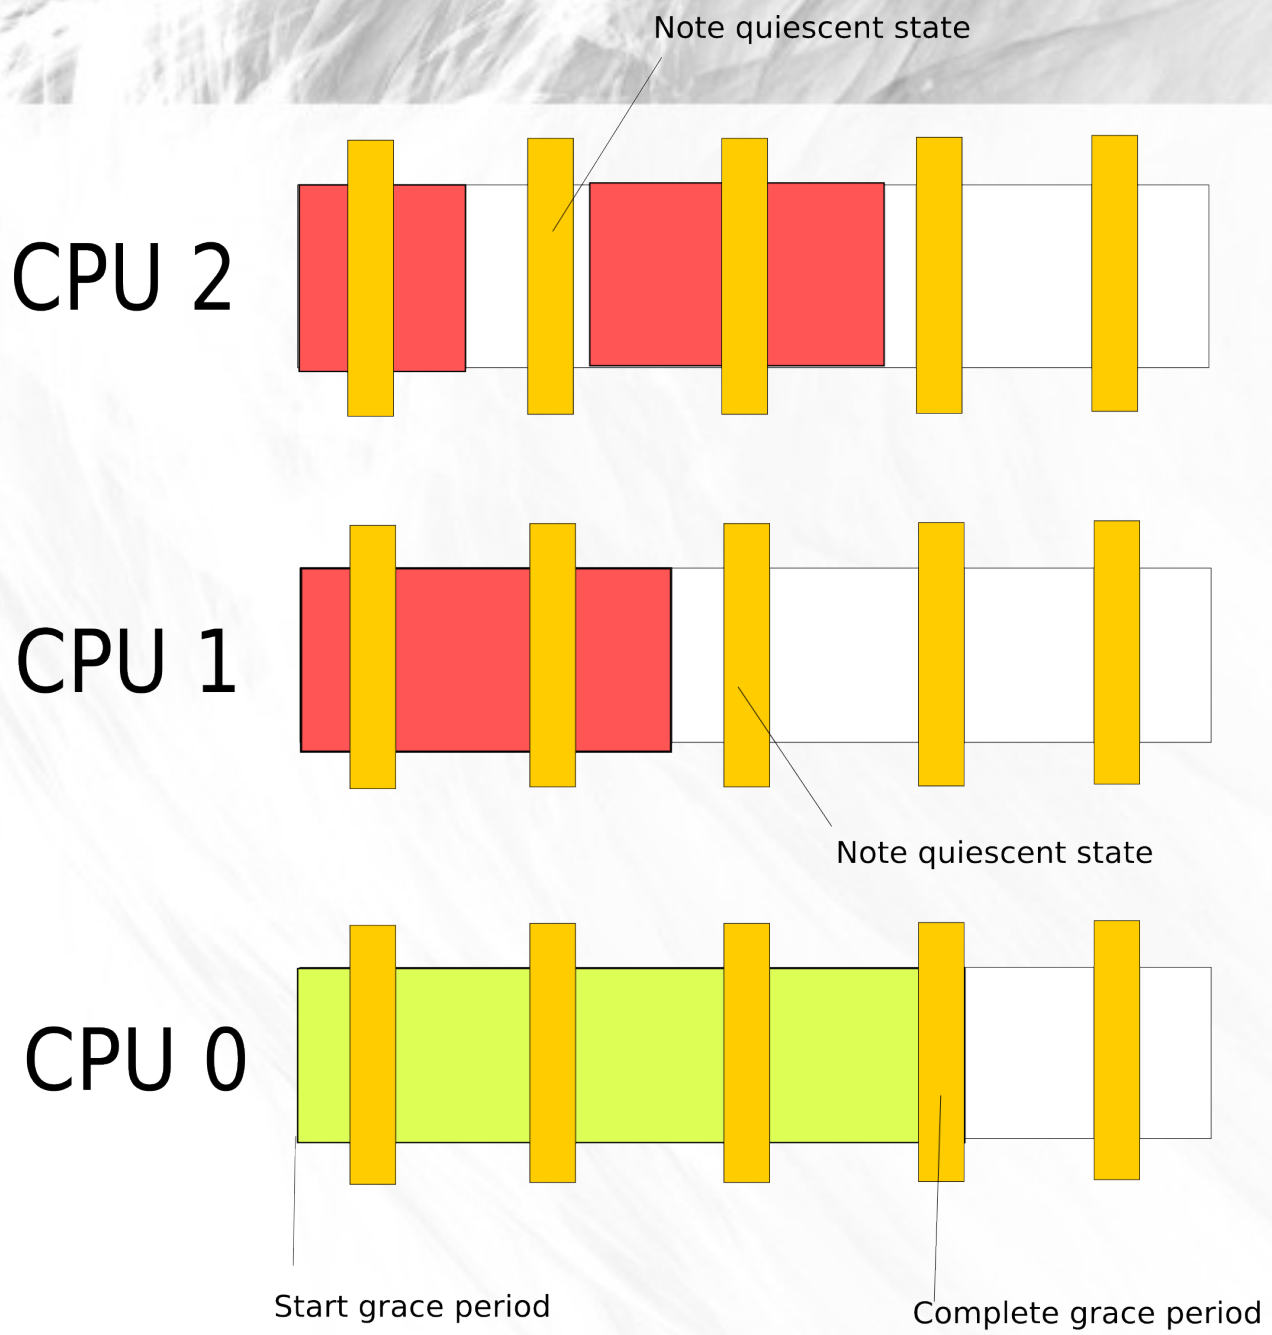 Note quiescent state
CPU 2
CPU 1
Note quiescent state
CPU 0
Start grace period
Complete grace period